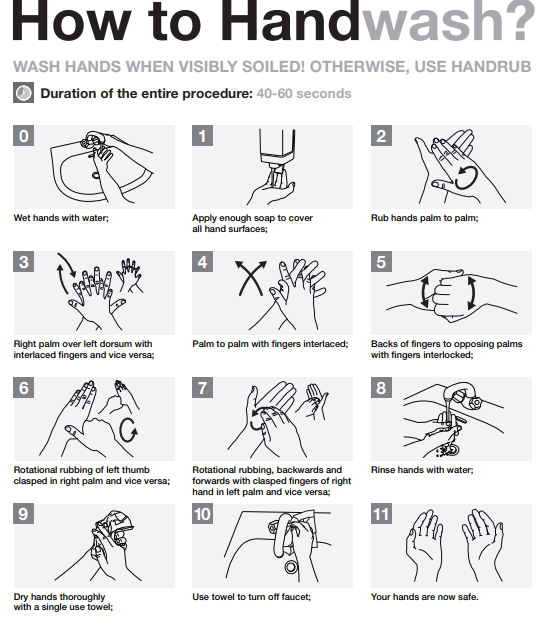 How to Handwash?
WASH HANDS WHEN VISIBLY SOILED! OTHERWISE, USE HANDRUB
Duration of the entire procedure: 40-60 seconds
0
Wet hands with water;
1
Apply enough soap to cover
all hand surfaces;
2
Rub hands palm to palm;
3
Right palm over left dorsum with
interlaced fingers and vice versa;
4
Palm to palm with fingers interlaced;
5
Backs of fingers to opposing palms
with fingers interlocked;
6
Rotational rubbing of left thumb
clasped in right palm and vice versa;
7
Rotational rubbing, backwards and
forwards with clasped fingers of right
hand in left palm and vice versa;
8
Rinse hands with water;
9
Dry hands thoroughly
with a single use towel;
10
Use towel to turn off faucet;
11
Your hands are now safe.